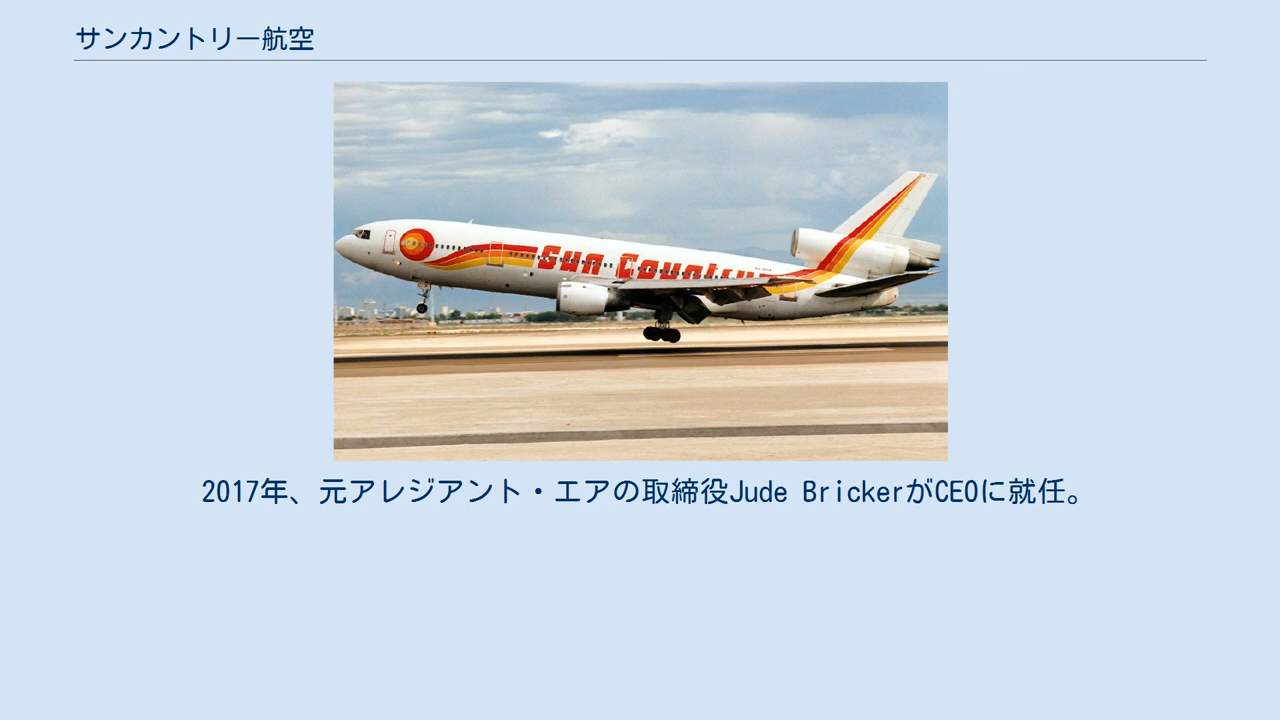 サンカントリー航空
Sun Country
2017年、元アレジアント・エアの取締役Jude BrickerがCEOに就任。